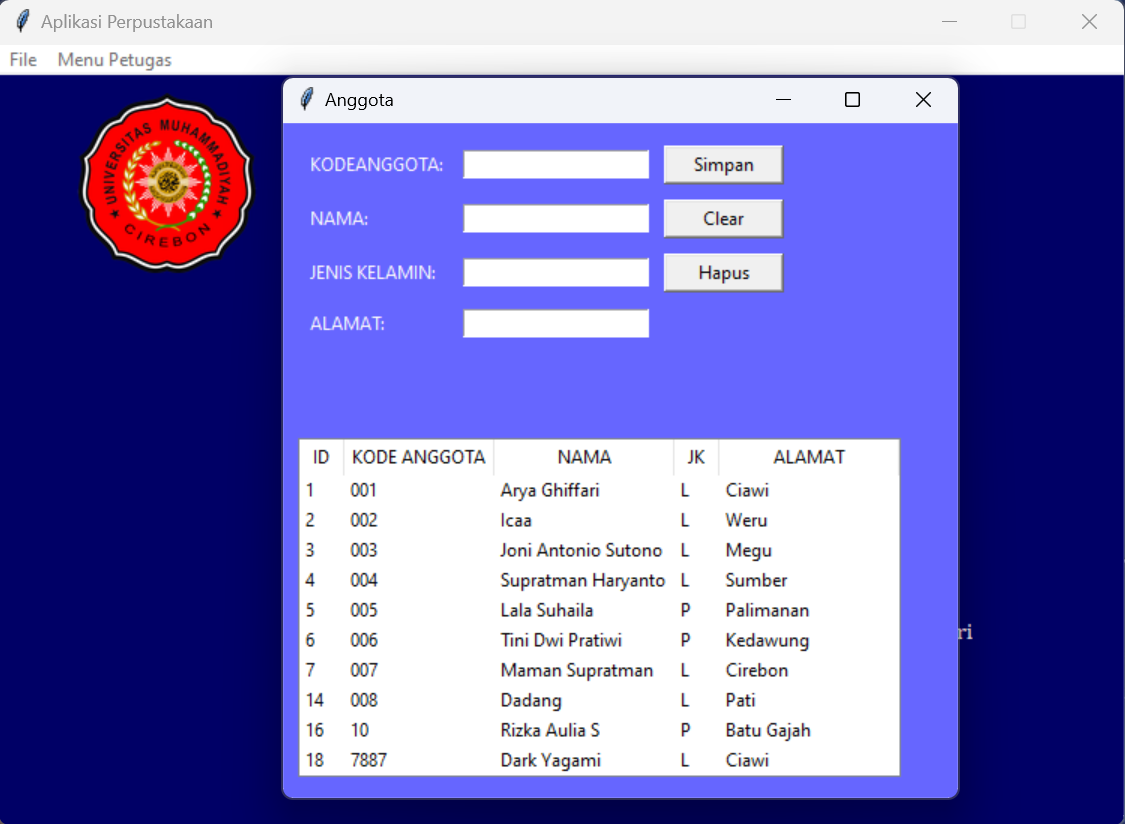 Aplikasi Perpustakaan
File Menu Petugas
UNIVERSITAS MUHAMMADIYAH
CIREBON
Anggota
KODEANGGOTA: Simpan
NAMA: Clear
JENIS KELAMIN: Hapus
ALAMAT:
ID KODE ANGGOTA NAMA JK ALAMAT
1 001 Arya Ghiffari L Ciawi
2 002 Icaa L Weru
3 003 Joni Antonio Sutono L Megu
4 004 Supratman Haryanto L Sumber
5 005 Lala Suhaila P Palimanan
6 006 Tini Dwi Pratiwi P Kedawung
7 007 Maman Supratman L Cirebon
14 008 Dadang L Pati
16 10 Rizka Aulia S P Batu Gajah
18 7887 Dark Yagami L Ciawi